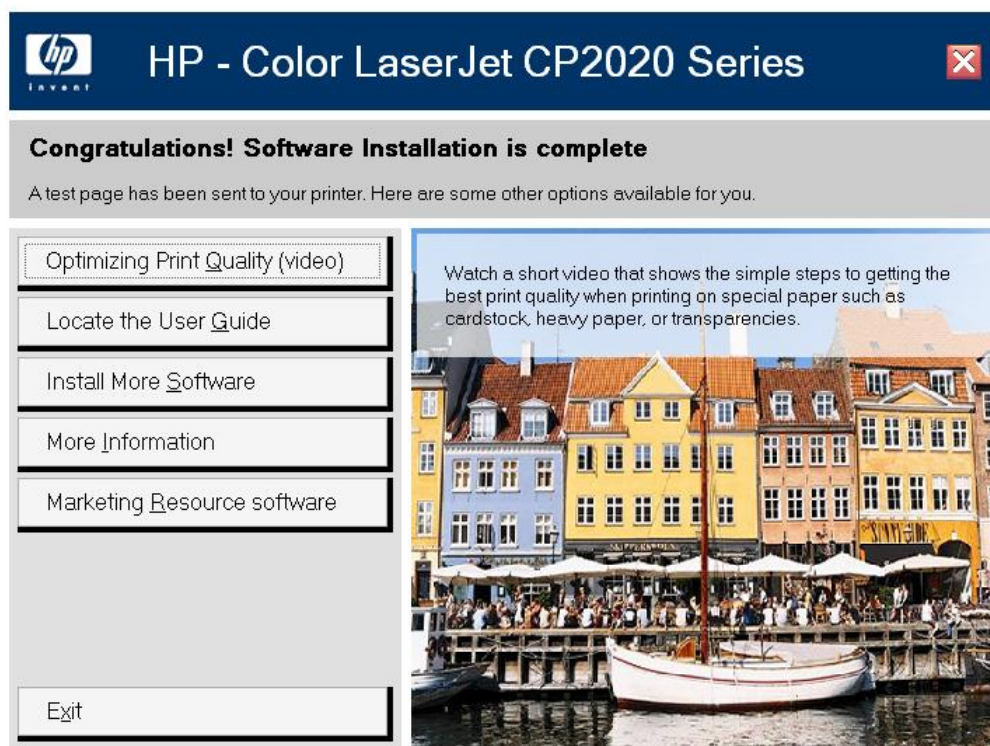 hp
invent
HP - Color LaserJet CP2020 Series
Congratulations! Software Installation is complete
A test page has been sent to your printer. Here are some other options available for you.
Optimizing Print Quality (video)
Locate the User Guide
Install More Software
More Information
Marketing Resource software
Exit
Watch a short video that shows the simple steps to getting the
best print quality when printing on special paper such as
cardstock, heavy paper, or transparencies.